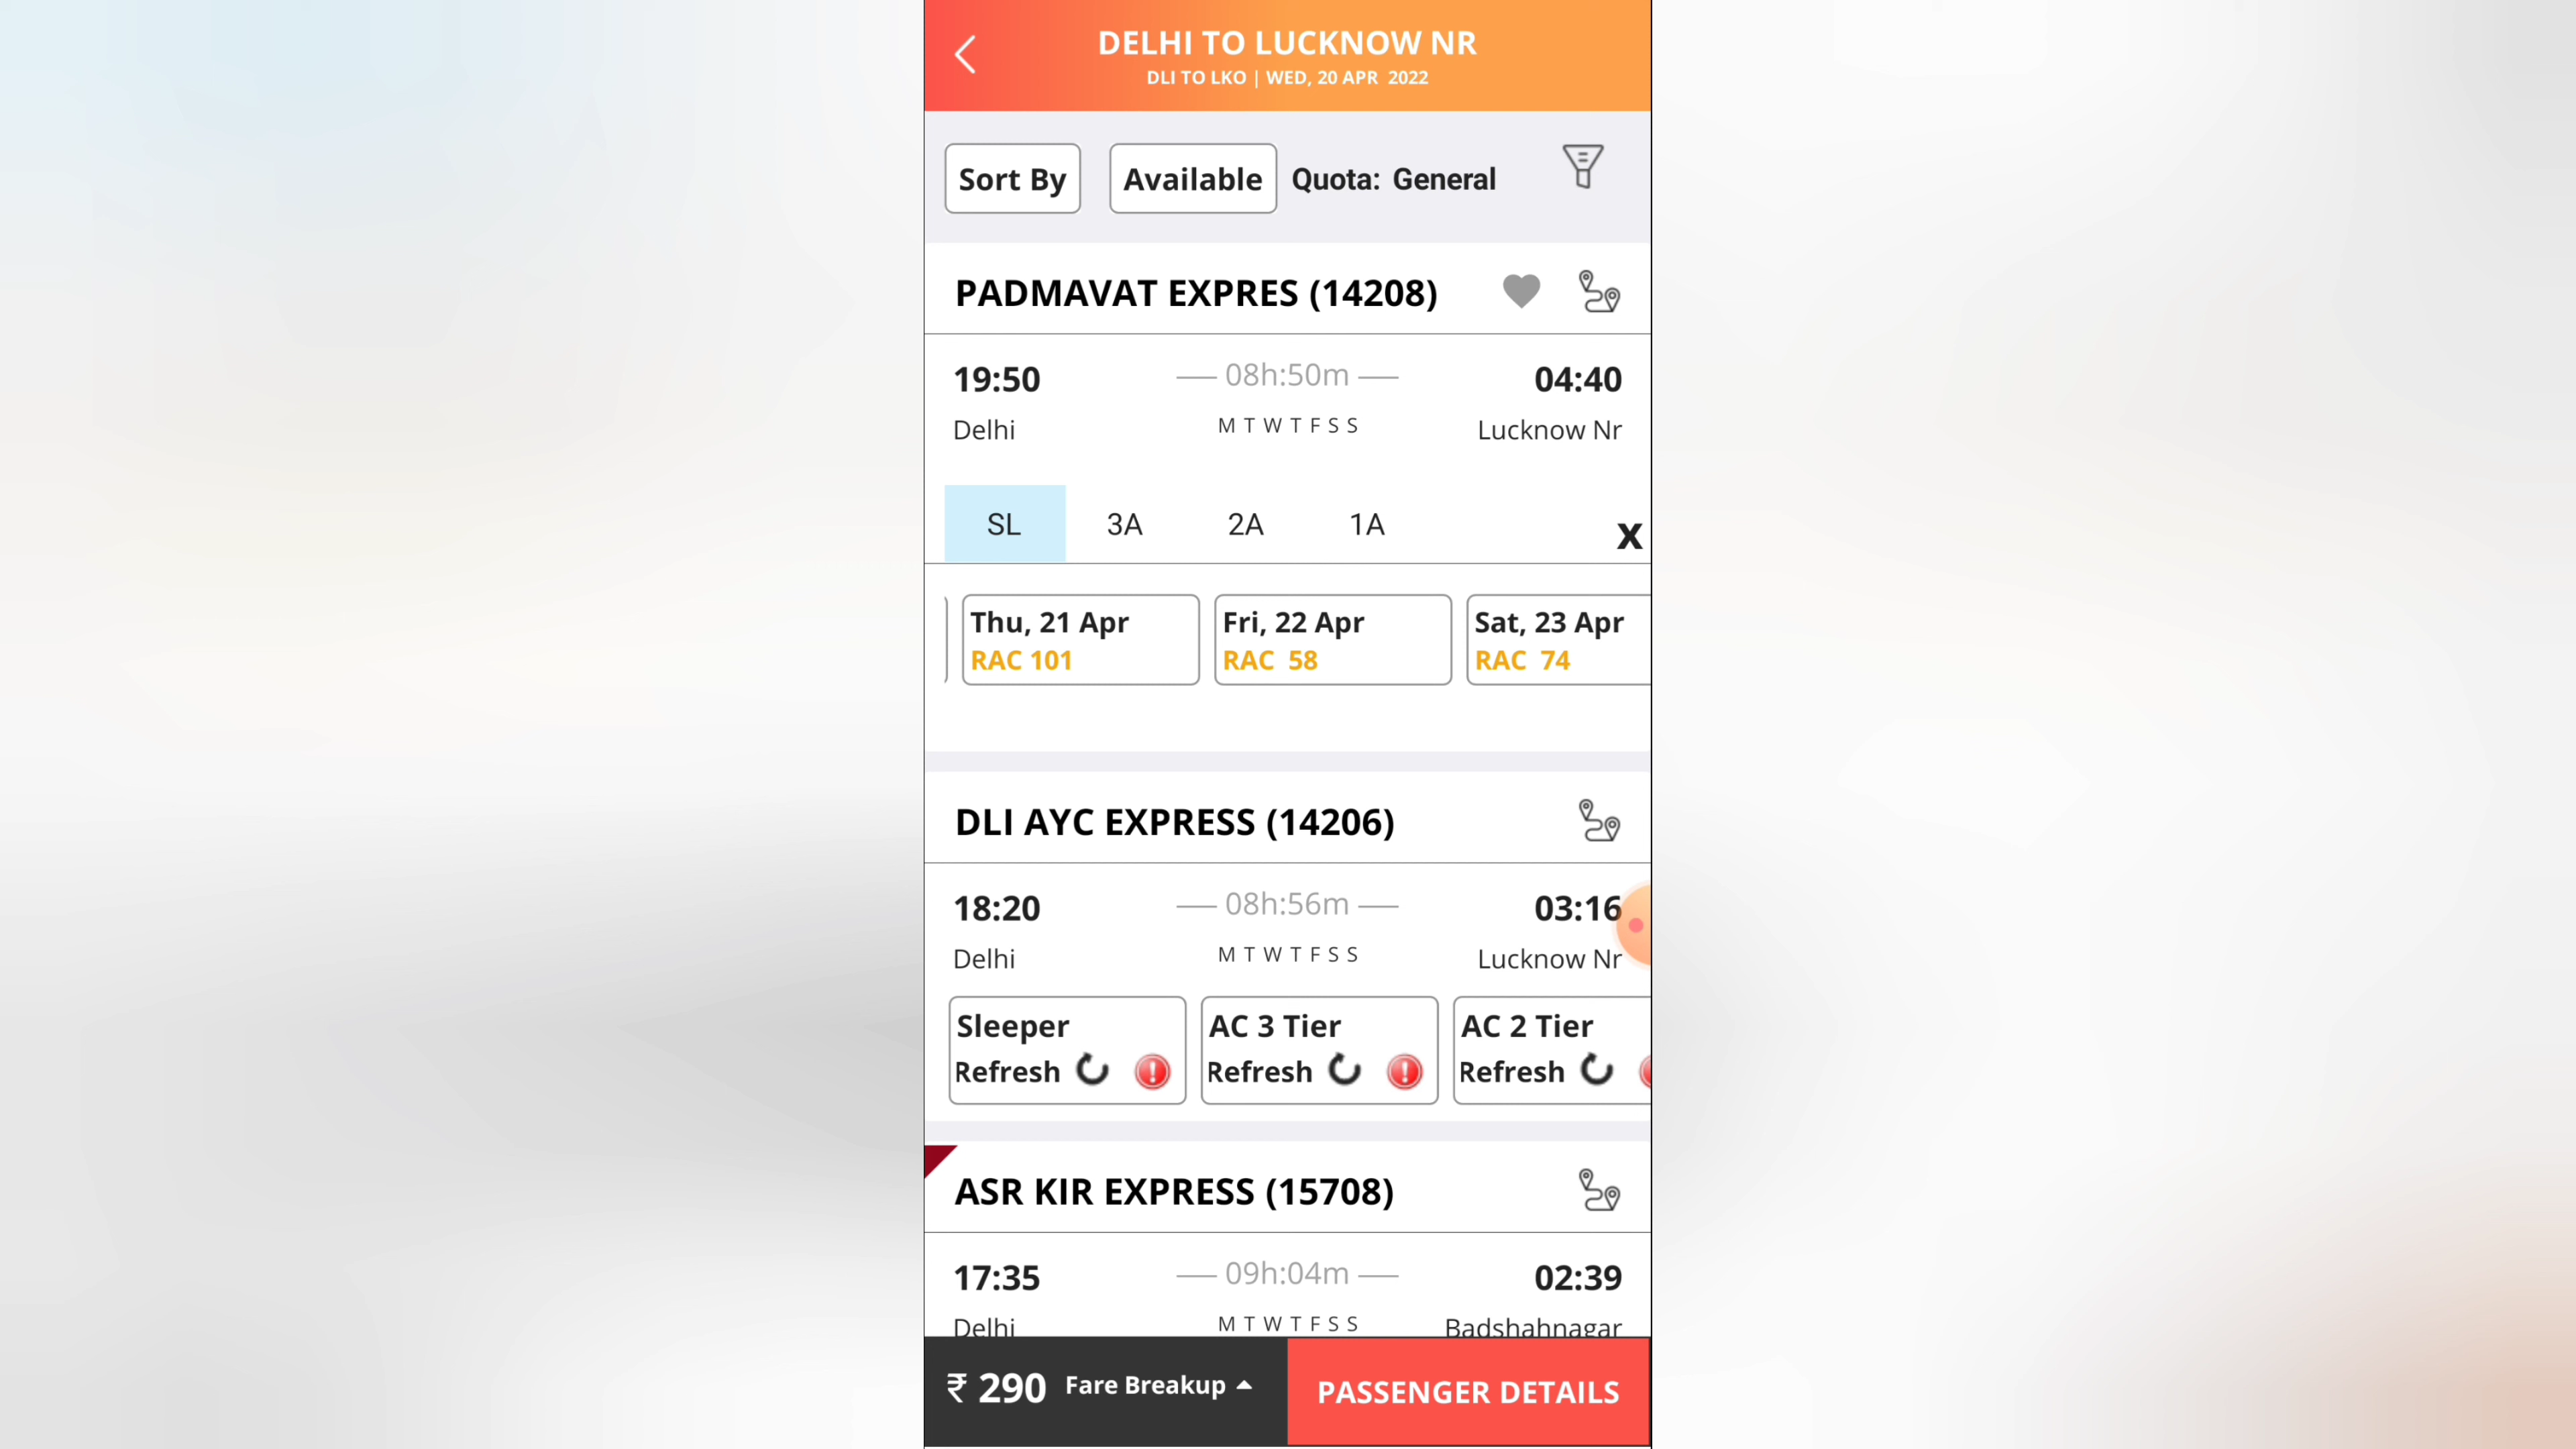 DELHI TO LUCKNOW NR
DLI TO LKO | WED, 20 APR 2022
Sort By Available Quota: General
PADMAVAT EXPRES (14208)
19:50 08h:50m 04:40
Delhi M T W T F S S Lucknow Nr
SL 3A 2A 1A X
Thu, 21 Apr Fri, 22 Apr Sat, 23 Apr
RAC 101 RAC 58 RAC 74
DLI AYC EXPRESS (14206)
18:20 08h:56m 03:16
Delhi M T W T F S S Lucknow Nr
Sleeper AC 3 Tier AC 2 Tier
Refresh Refresh Refresh
ASR KIR EXPRESS (15708)
17:35 09h:04m 02:39
Delhi M T W T F S S Badshahnagar
₹ 290 Fare Breakup PASSENGER DETAILS